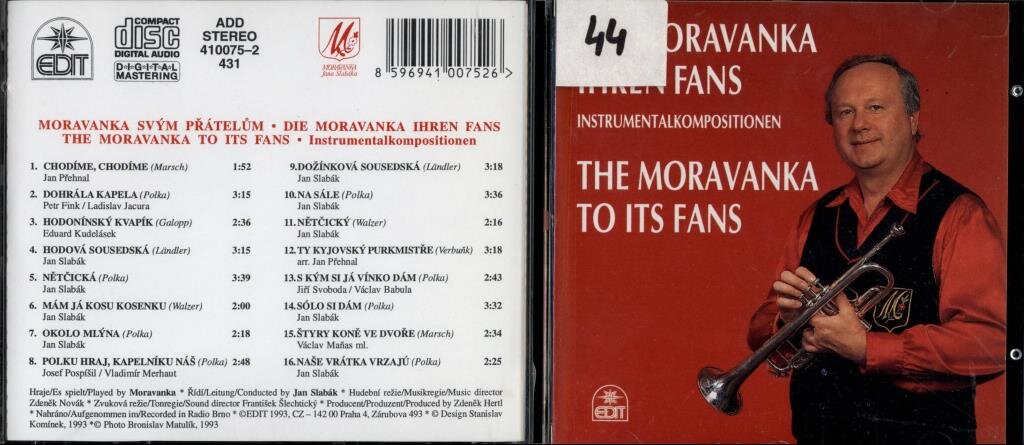 EDIT
COMPACT
disc
DIGITAL AUDIO
DIGITAL
MASTERING
ADD
STEREO
410075-2
431
M
MORAVANKA
Jana Slabáka
8 596941 007526 >
MORAVANKA SVÝM PŘÁTELŮM • DIE MORAVANKA IHREN FANS
THE MORAVANKA TO ITS FANS • Instrumentalkompositionen
1. CHODÍME, CHODÍME (Marsch) 1:52
Jan Přehnal
2. DOHRÁLA KAPELA (Polka) 3:15
Petr Fink / Ladislav Jacura
3. HODONÍNSKÝ KVAPÍK (Galopp) 2:36
Eduard Kudelásek
4. HODOVÁ SOUSEDSKÁ (Ländler) 3:15
Jan Slabák
5. NĚTČICKÁ (Polka) 3:39
Jan Slabák
6. MÁM JÁ KOSU KOSENKU (Walzer) 2:00
Jan Slabák
7. OKOLO MLÝNA (Polka) 2:18
Jan Slabák
8. POLKU HRAJ, KAPELNÍKU NÁŠ (Polka) 2:48
Josef Pospíšil / Vladimír Merhaut
9. DOŽÍNKOVÁ SOUSEDSKÁ (Ländler) 3:18
Jan Slabák
10. NA SÁLE (Polka) 3:36
Jan Slabák
11. NĚTČICKÝ (Walzer) 2:16
Jan Slabák
12. TY KYJOVSKÝ PURKMISTŘE (Verbuňk) 3:18
arr. Jan Přehnal
13. S KÝM SI JÁ VÍNKO DÁM (Polka) 2:43
Jiří Svoboda / Václav Babula
14. SÓLO SI DÁM (Polka) 3:32
Jan Slabák
15. ŠTYRY KONĚ VE DVOŘE (Marsch) 2:34
Václav Maňas ml.
16. NAŠE VRÁTKA VRZAJÚ (Polka) 2:25
Jan Slabák
Hraje/Es spielt/Played by Moravanka * Řídí/Leitung/Conducted by Jan Slabák * Hudební režie/Musikregie/Music director
Zdeněk Novák * Zvuková režie/Tonregie/Sound director František Šlechtický * Producent/Produzent/Produced by Zdeněk Hertl
* Nahráno/Aufgenommen im/Recorded in Radio Brno *©EDIT 1993, CZ – 142 00 Praha 4, Zárubova 493 * © Design Stanislav
Komínek, 1993 *© Photo Bronislav Matulík, 1993
44
ORAVANKA
IHREN FANS
INSTRUMENTALKOMPOSITIONEN
THE MORAVANKA
TO ITS FANS
M
EDIT